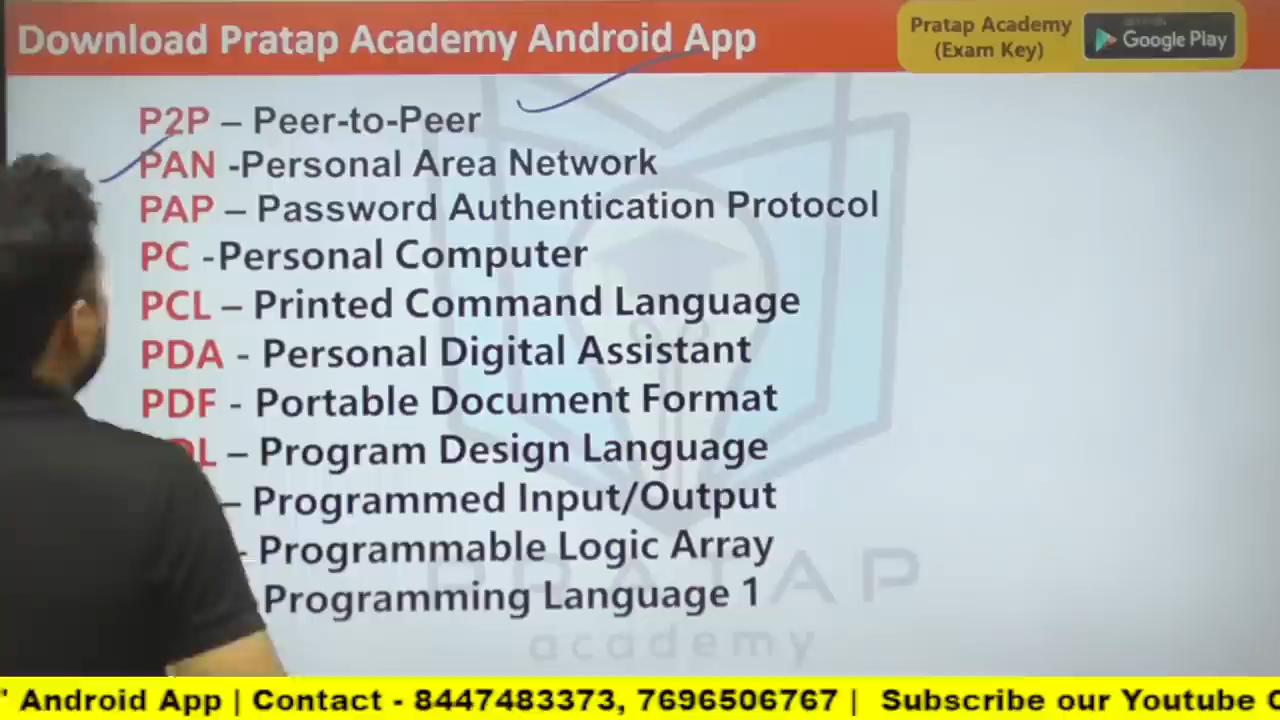 Download Pratap Academy Android App
Pratap Academy
(Exam Key)
Google Play
P2P – Peer-to-Peer
PAN -Personal Area Network
PAP – Password Authentication Protocol
PC -Personal Computer
PCL – Printed Command Language
PDA - Personal Digital Assistant
PDF - Portable Document Format
DL – Program Design Language
– Programmed Input/Output
- Programmable Logic Array
Programming Language 1
PRATAP
academy
' Android App | Contact - 8447483373, 7696506767 | Subscribe our Youtube C